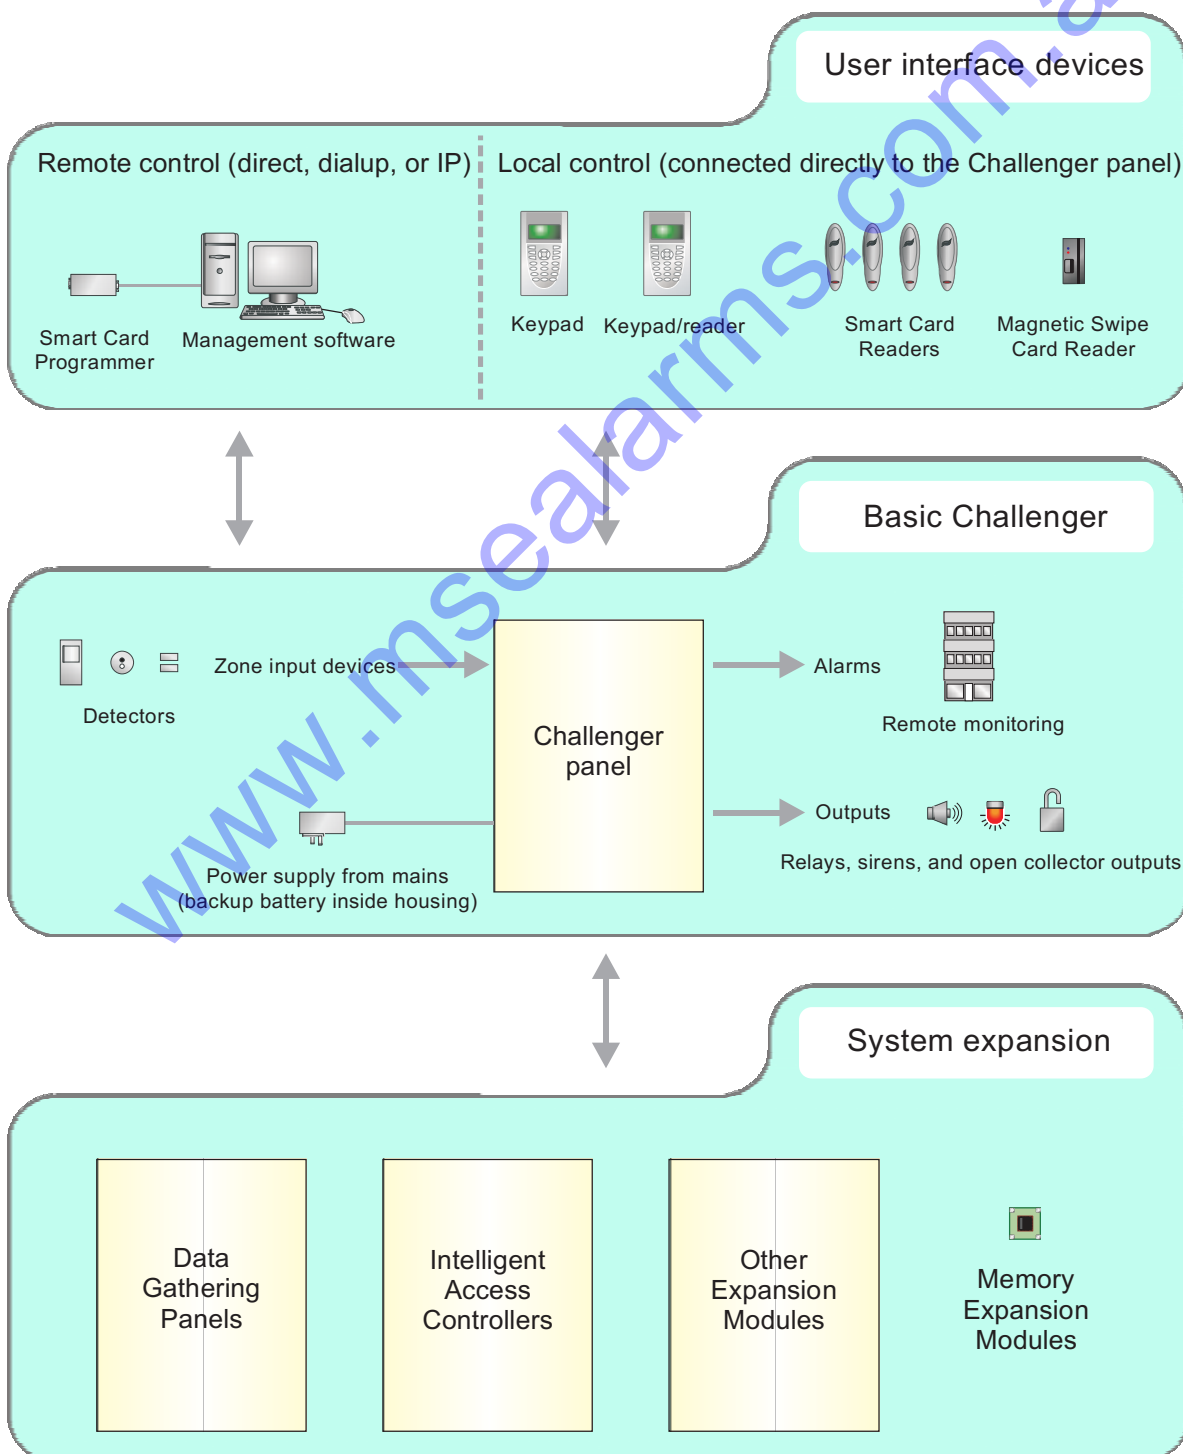 User interface devices
Remote control (direct, dialup, or IP)
Local control (connected directly to the Challenger panel)
Smart Card
Programmer
Management software
Keypad
Keypad/reader
Smart Card
Readers
Magnetic Swipe
Card Reader
Basic Challenger
Detectors
Zone input devices
Challenger
panel
Alarms
Remote monitoring
Outputs
Relays, sirens, and open collector outputs
Power supply from mains
(backup battery inside housing)
System expansion
Data
Gathering
Panels
Intelligent
Access
Controllers
Other
Expansion
Modules
Memory
Expansion
Modules
www.msealarms.com.a